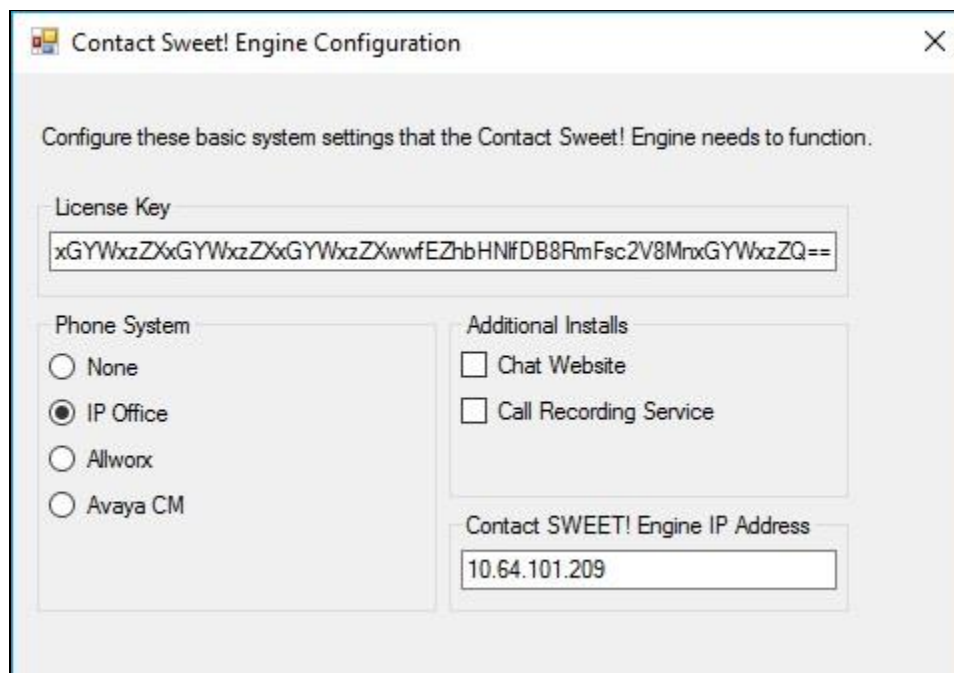 Contact Sweet! Engine Configuration
Configure these basic system settings that the Contact Sweet! Engine needs to function.
License Key
xGYWxzZXxGYWxzZXxGYWxzZXwwfEZhbHNlfDB8RmFsc2V8MnxGYWxzZQ==
Phone System
None
IP Office
Allworx
Avaya CM
Additional Installs
Chat Website
Call Recording Service
Contact SWEET! Engine IP Address
10.64.101.209